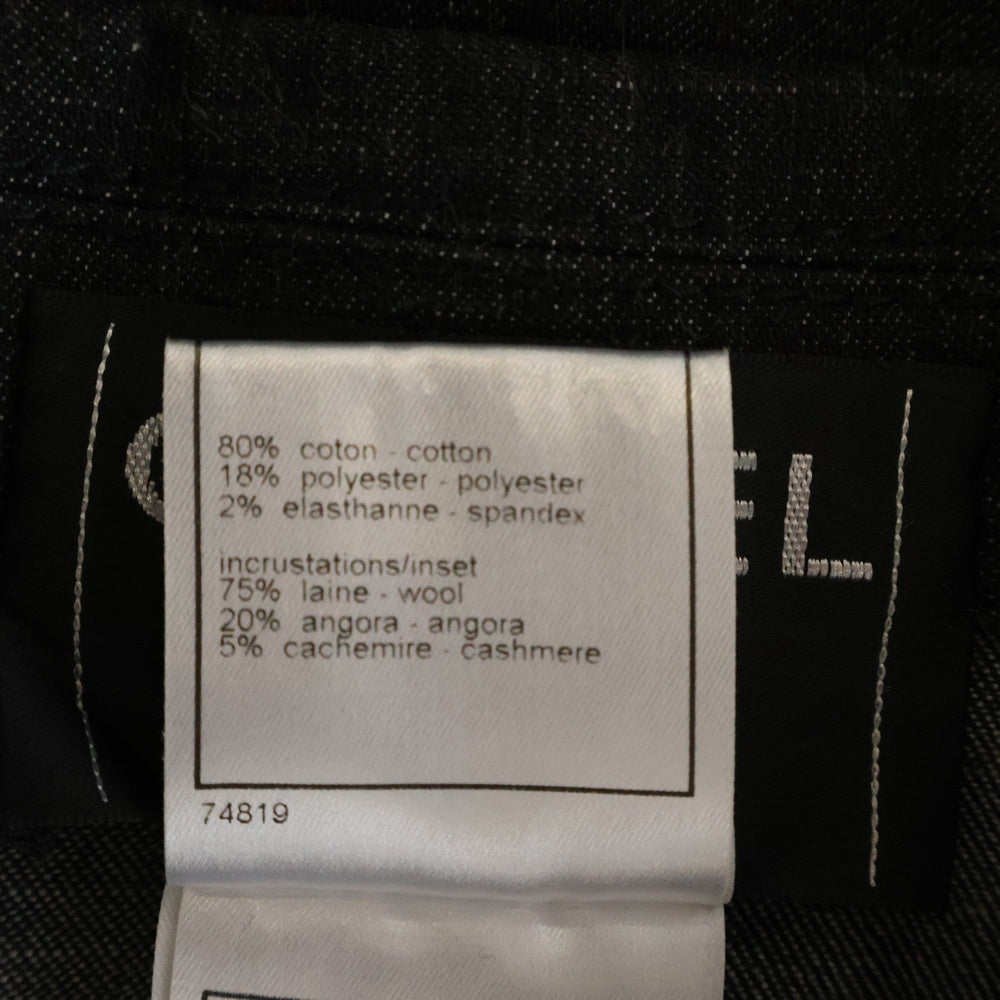 80% coton - cotton
18% polyester - polyester
2% elasthanne - spandex
incrustations/inset
75% laine - wool
20% angora - angora
5% cachemire - cashmere
74819
EL